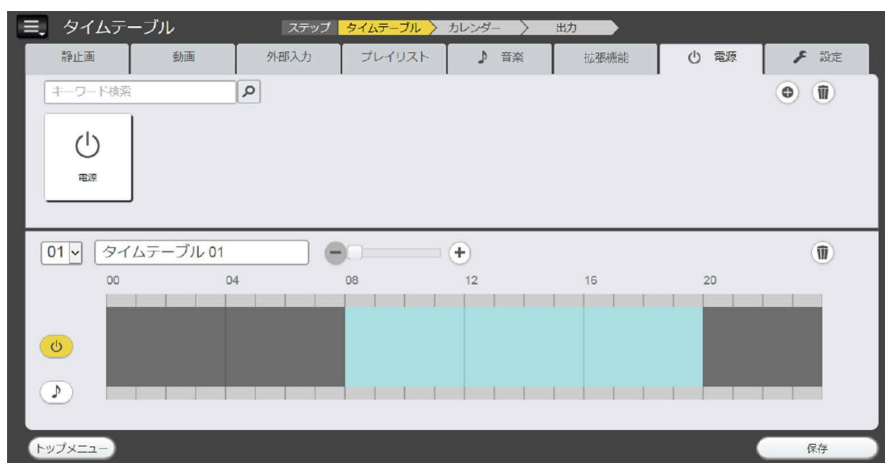 タイムテーブル
ステップ タイムテーブル カレンダー 出力
静止画 動画 外部入力 プレイリスト 音楽 拡張機能 電源 設定
キーワード検索
電源
01 タイムテーブル 01
00 04 08 12 16 20
トップメニュー 保存